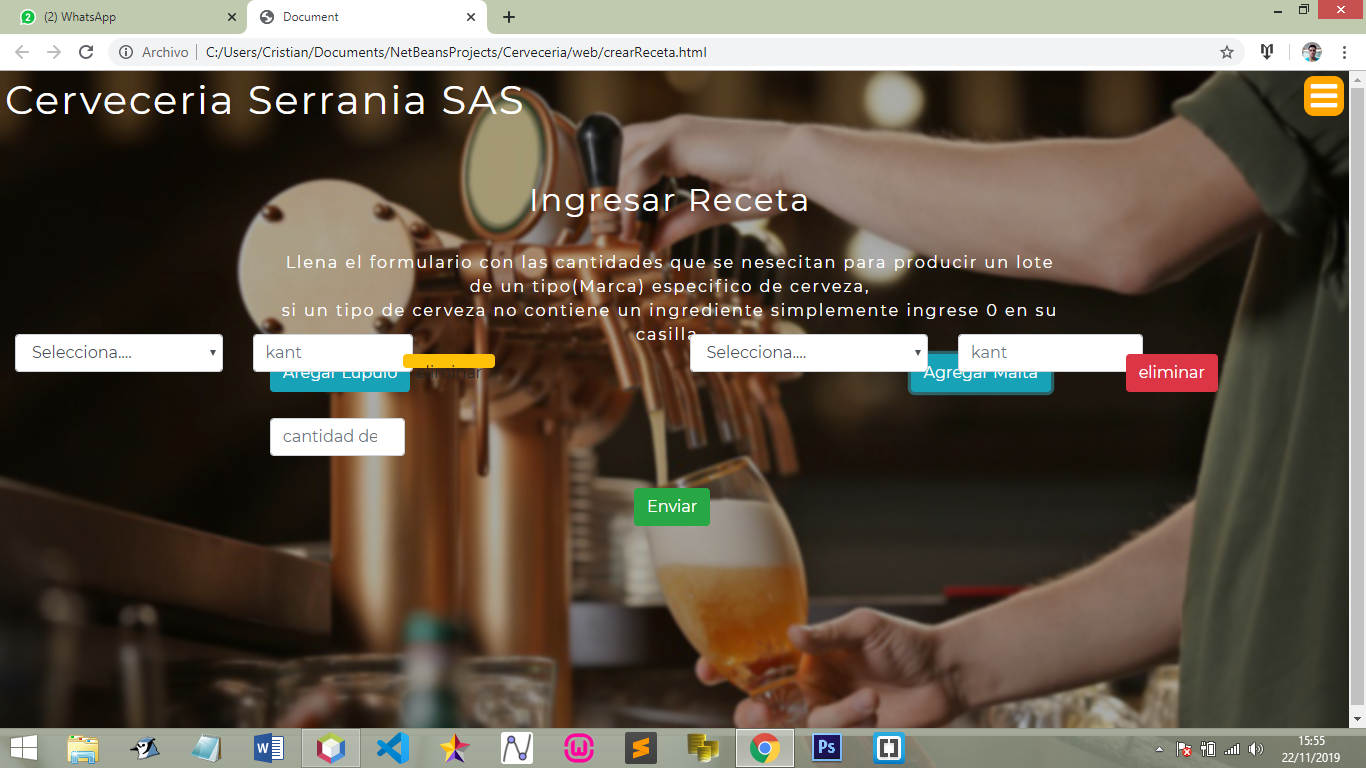 (2) WhatsApp
Document
Archivo
C:/Users/Cristian/Documents/NetBeansProjects/Cerveceria/web/crearReceta.html
Cerveceria Serrania SAS
Ingresar Receta
Llena el formulario con las cantidades que se nesecitan para producir un lote
de un tipo(Marca) especifico de cerveza,
si un tipo de cerveza no contiene un ingrediente simplemente ingrese 0 en su
casilla
Selecciona....
kant
Selecciona....
kant
Aregar Lupulo
eliminar
Agregar Malta
eliminar
cantidad de
Enviar
W
Ps
15:55
22/11/2019